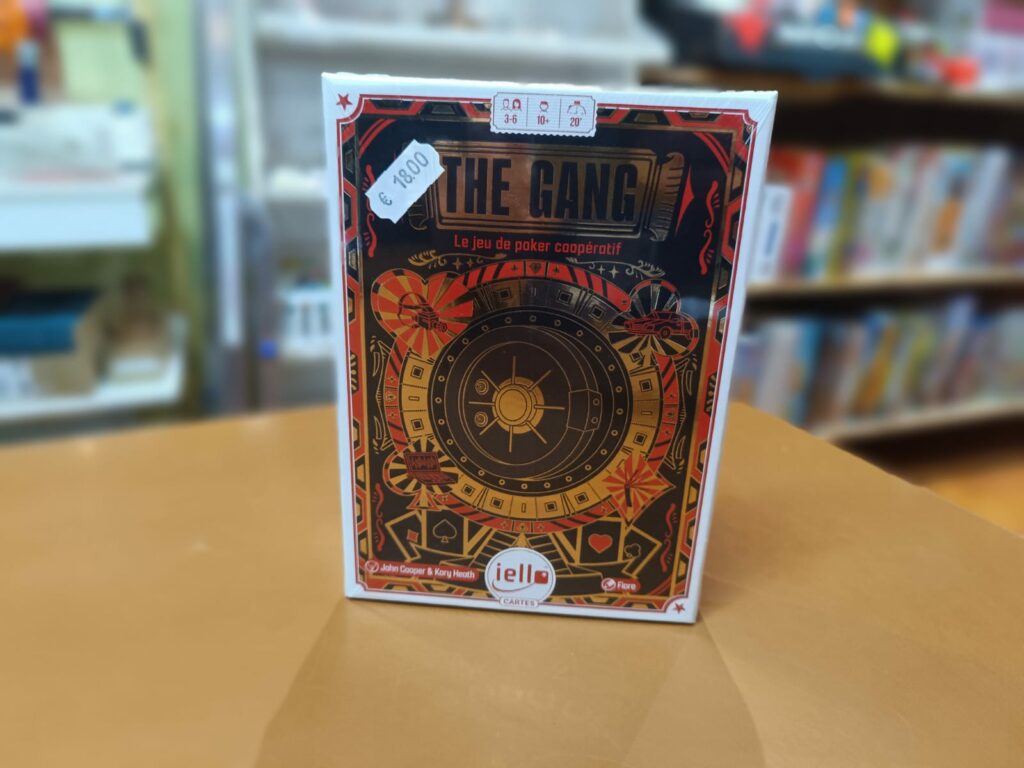 3-6 10+ 20'
€ 18.00
THE GANG
Le jeu de poker coopératif
John Cooper & Kory Heath
iello
Fiore
CARTES